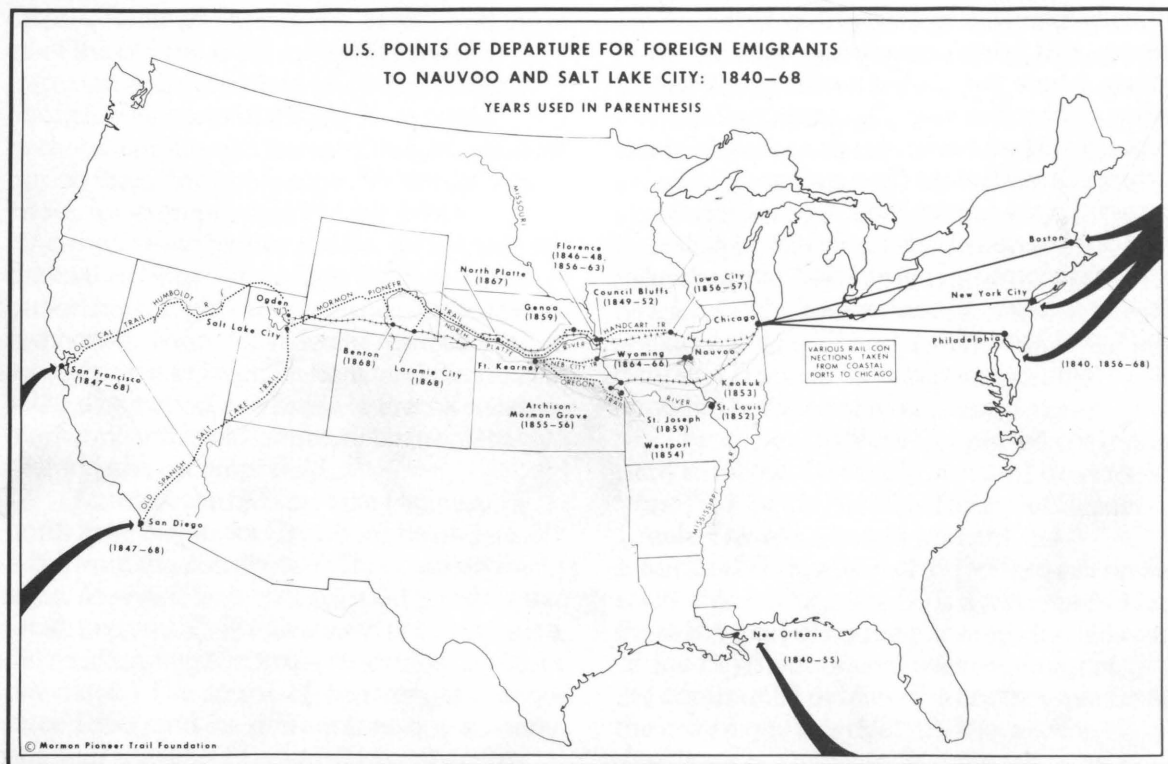 U.S. POINTS OF DEPARTURE FOR FOREIGN EMIGRANTS
TO NAUVOO AND SALT LAKE CITY: 1840–68
YEARS USED IN PARENTHESIS
MISSOURI
Boston
New York City
Philadelphia
(1840, 1856–68)
Chicago
VARIOUS RAIL CON-
NECTIONS TAKEN
FROM COASTAL
PORTS TO CHICAGO
Iowa City
(1856–57)
Florence
(1846–48,
1856–63)
Council Bluffs
(1849–52)
North Platte
(1867)
Genoa
(1859)
HANDCART TR.
Wyoming
(1864–
Nauvoo
Keokuk
(1853)
St. Louis
(1852)
RIVER
St. Joseph
(1859)
Westport
(1854)
Atchison-
Mormon Grove
(1855–56)
Ft. Kearney
OREGON
RIVER
MORMON PIONEER TRAIL
NORTH
Laramie City
(1868)
Benton
(1868)
Ogden
Salt Lake City
HUMBOLDT R.
CAL TRAIL
San Francisco
(1847–68)
OLD SPANISH TRAIL
SALT LAKE
San Diego
(1847–68)
MISSISSIPPI
New Orleans
(1840–55)
© Mormon Pioneer Trail Foundation